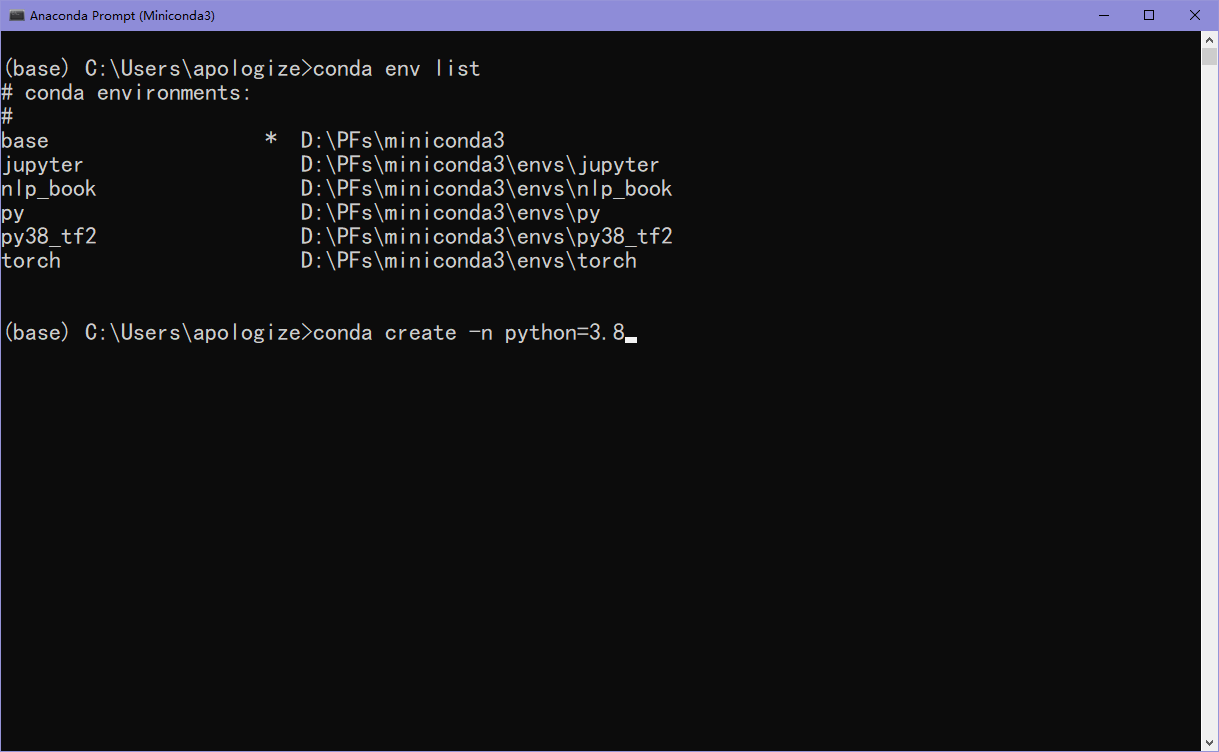 Anaconda Prompt (Miniconda3)
(base) C:\Users\apologize>conda env list
# conda environments:
#
base                  *  D:\PFs\miniconda3
jupyter                  D:\PFs\miniconda3\envs\jupyter
nlp_book                 D:\PFs\miniconda3\envs\nlp_book
py                       D:\PFs\miniconda3\envs\py
py38_tf2                 D:\PFs\miniconda3\envs\py38_tf2
torch                    D:\PFs\miniconda3\envs\torch
(base) C:\Users\apologize>conda create -n python=3.8